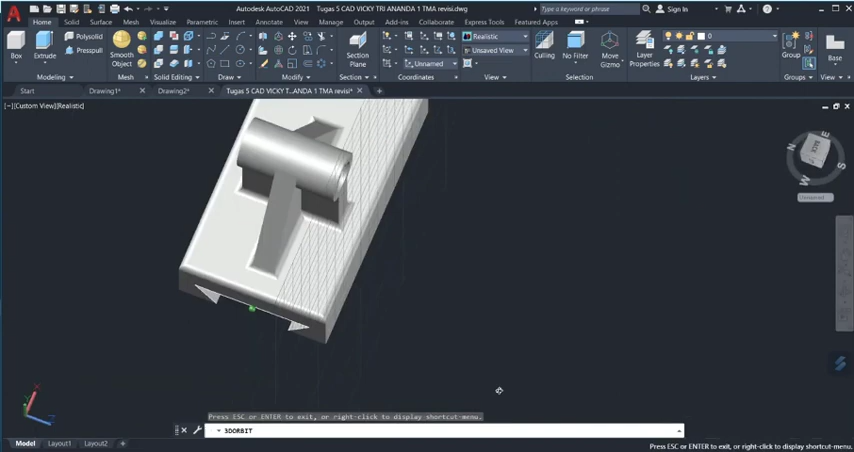 Autodesk AutoCAD 2021 Tugas 5 CAD VICKY TRI ANANDA 1 TMA revisi.dwg
Type a keyword or phrase
Sign In
Home Solid Surface Mesh Visualize Parametric Insert Annotate View Manage Output Add-ins Collaborate Express Tools Featured Apps
Box
Extrude
Polysolid
Presspull
Smooth Object
Section Plane
Realistic
Unsaved View
Unnamed
Culling
No Filter
Move Gizmo
Layer Properties
0
Group
Base
Modeling
Mesh
Solid Editing
Draw
Modify
Section
Coordinates
View
Selection
Layers
Groups
View
Start Drawing1* Drawing2* Tugas 5 CAD VICKY T...ANDA 1 TMA revisi*
[−][Custom View][Realistic]
N
E
BACK
S
W
Unnamed
X
Press ESC or ENTER to exit, or right-click to display shortcut-menu.
3DORBIT
Model Layout1 Layout2
Press ESC or ENTER to exit, or right-click to display shortcut-menu.